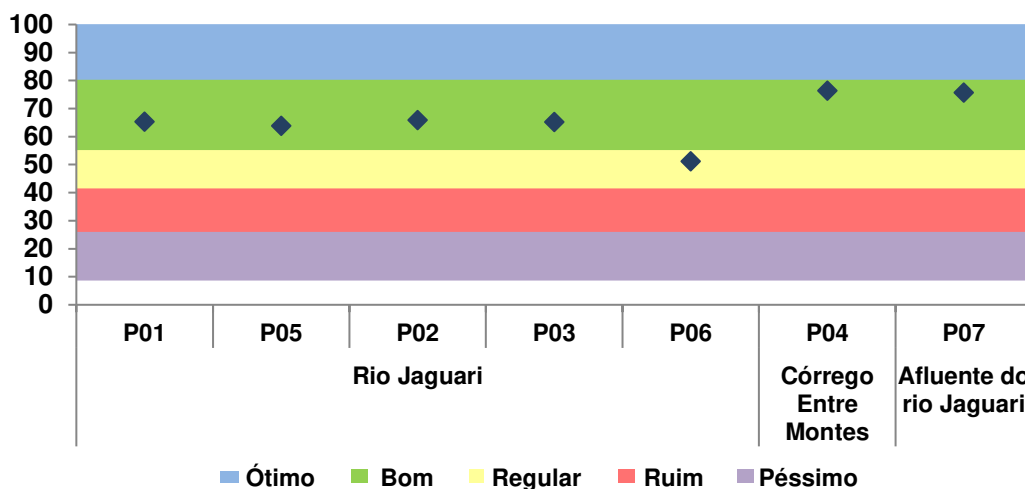 100
90
80
70
60
50
40
30
20
10
0
P01 P05 P02 P03 P06 P04 P07
Rio Jaguari
Córrego
Entre
Montes
Afluente do
rio Jaguari
Ótimo Bom Regular Ruim Péssimo